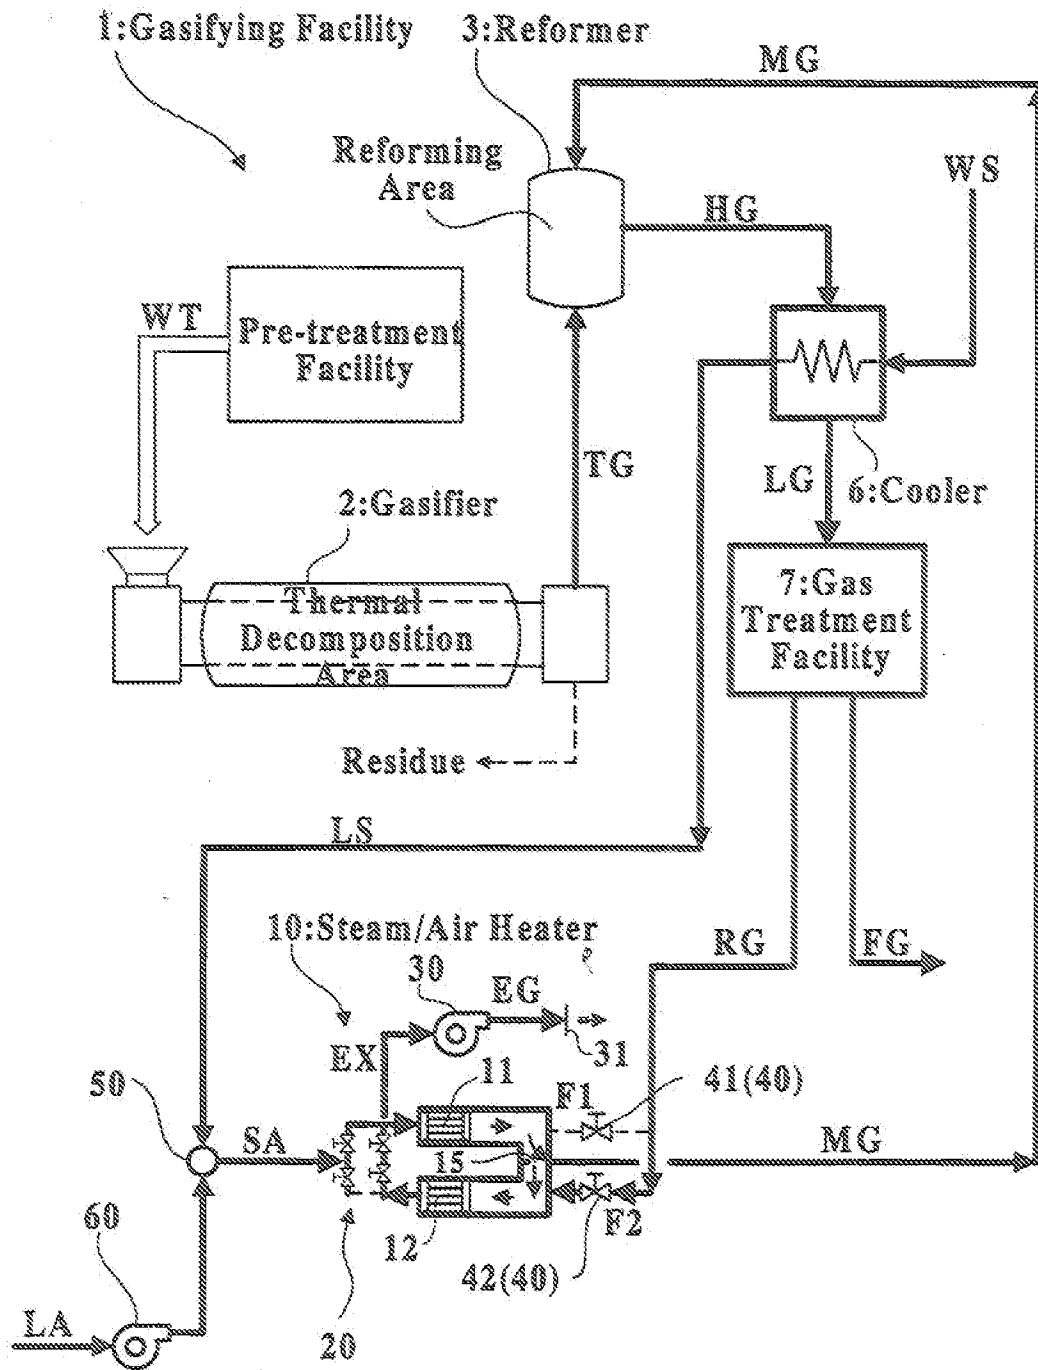 1:Gasifying Facility
3:Reformer
MG
Reforming
Area
WS
HG
WT
Pre-treatment
Facility
TG
LG
6:Cooler
2:Gasifier
Thermal
Decomposition
Area
7:Gas
Treatment
Facility
Residue
LS
10:Steam/Air Heater
RG
FG
30
EG
31
EX
11
F1
41(40)
50
SA
15
MG
12
F2
42(40)
60
20
LA